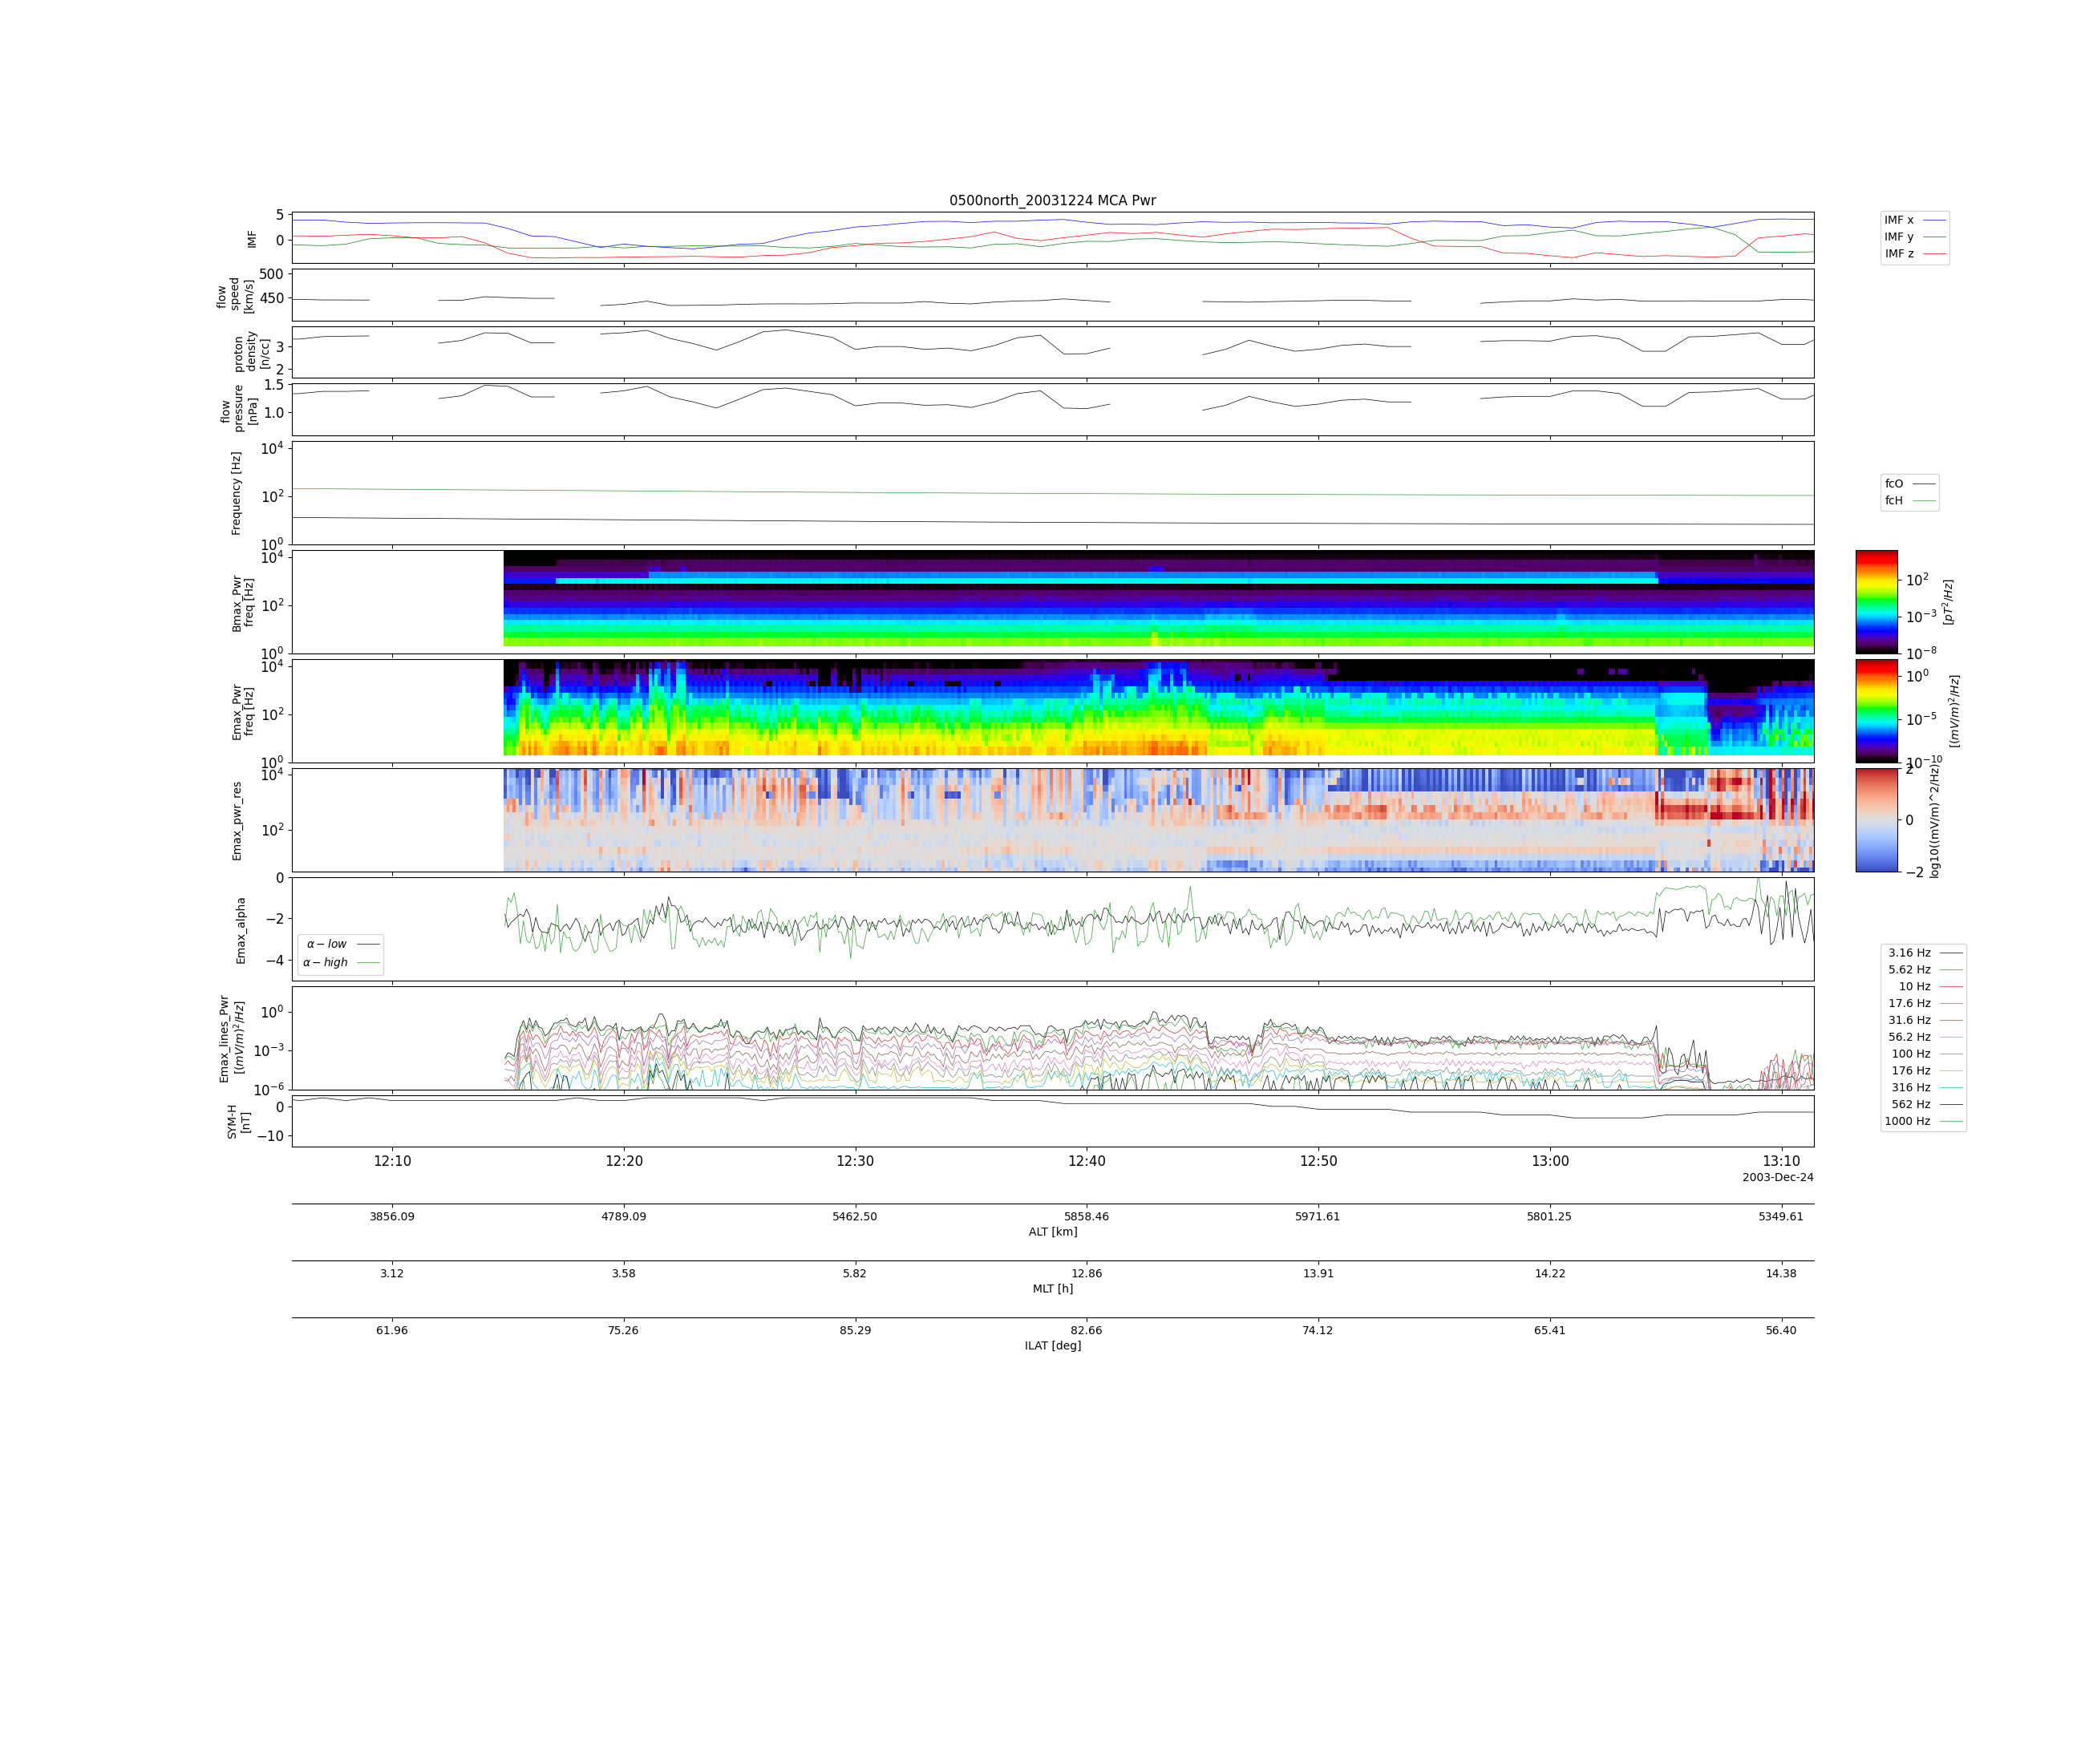 0500north_20031224 MCA Pwr
5
0
IMF
IMF x
IMF y
IMF z
500
450
flow
speed
[km/s]
3
2
proton
density
[n/cc]
1.5
1.0
flow
pressure
[nPa]
10^4
10^2
10^0
Frequency [Hz]
fcO
fcH
10^4
10^2
10^0
Bmax_Pwr
freq [Hz]
10^2
10^-3
10^-8
[pT^2/Hz]
10^4
10^2
10^0
Emax_Pwr
freq [Hz]
10^0
10^-5
10^-10
[(mV/m)^2/Hz]
10^4
10^2
Emax_pwr_res
2
0
−2
log10((mV/m)^2/Hz)
0
−2
−4
Emax_alpha
α − low
α − high
10^0
10^-3
10^-6
Emax_lines_Pwr
[(mV/m)^2/Hz]
3.16 Hz
5.62 Hz
10 Hz
17.6 Hz
31.6 Hz
56.2 Hz
100 Hz
176 Hz
316 Hz
562 Hz
1000 Hz
0
−10
SYM-H
[nT]
12:10 12:20 12:30 12:40 12:50 13:00 13:10
2003-Dec-24
3856.09 4789.09 5462.50 5858.46 5971.61 5801.25 5349.61
ALT [km]
3.12 3.58 5.82 12.86 13.91 14.22 14.38
MLT [h]
61.96 75.26 85.29 82.66 74.12 65.41 56.40
ILAT [deg]